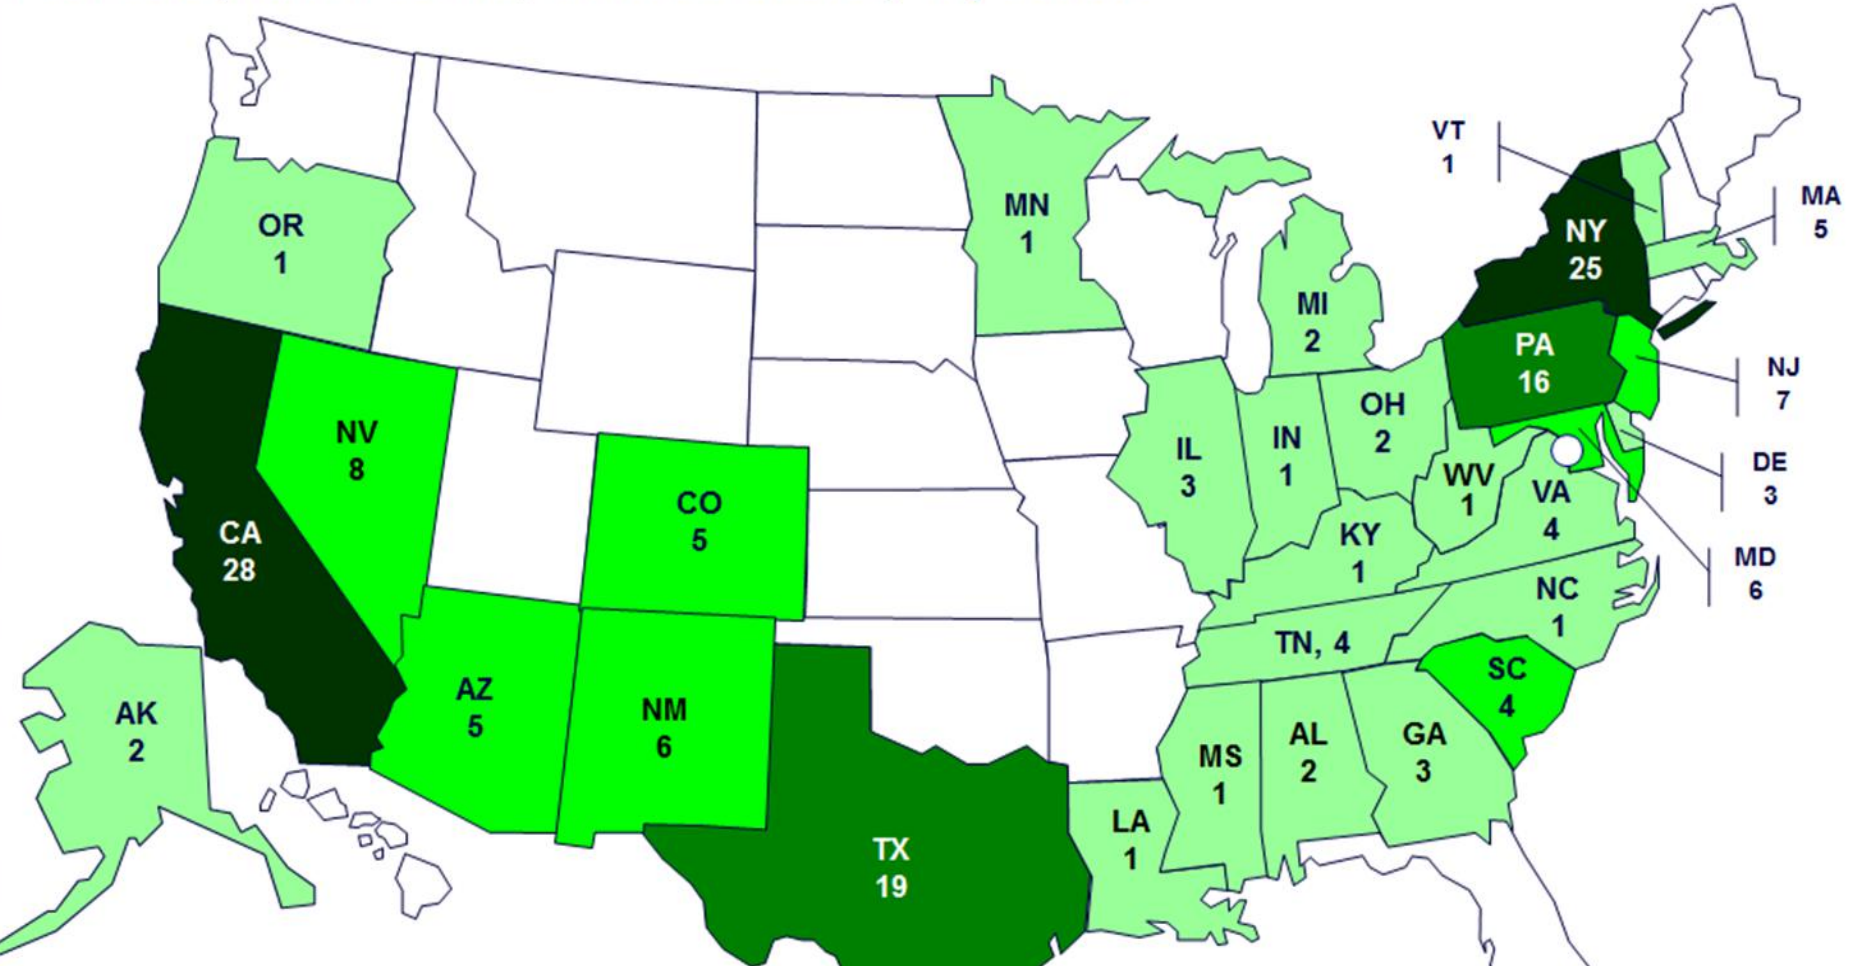 VT
1
MA
5
OR
1
MN
1
NY
25
MI
2
PA
16
NJ
7
NV
8
OH
2
IL
3
IN
1
WV
1
DE
3
CO
5
VA
4
CA
28
KY
1
MD
6
NC
1
TN, 4
SC
4
AZ
5
NM
6
AK
2
MS
1
AL
2
GA
3
LA
1
TX
19